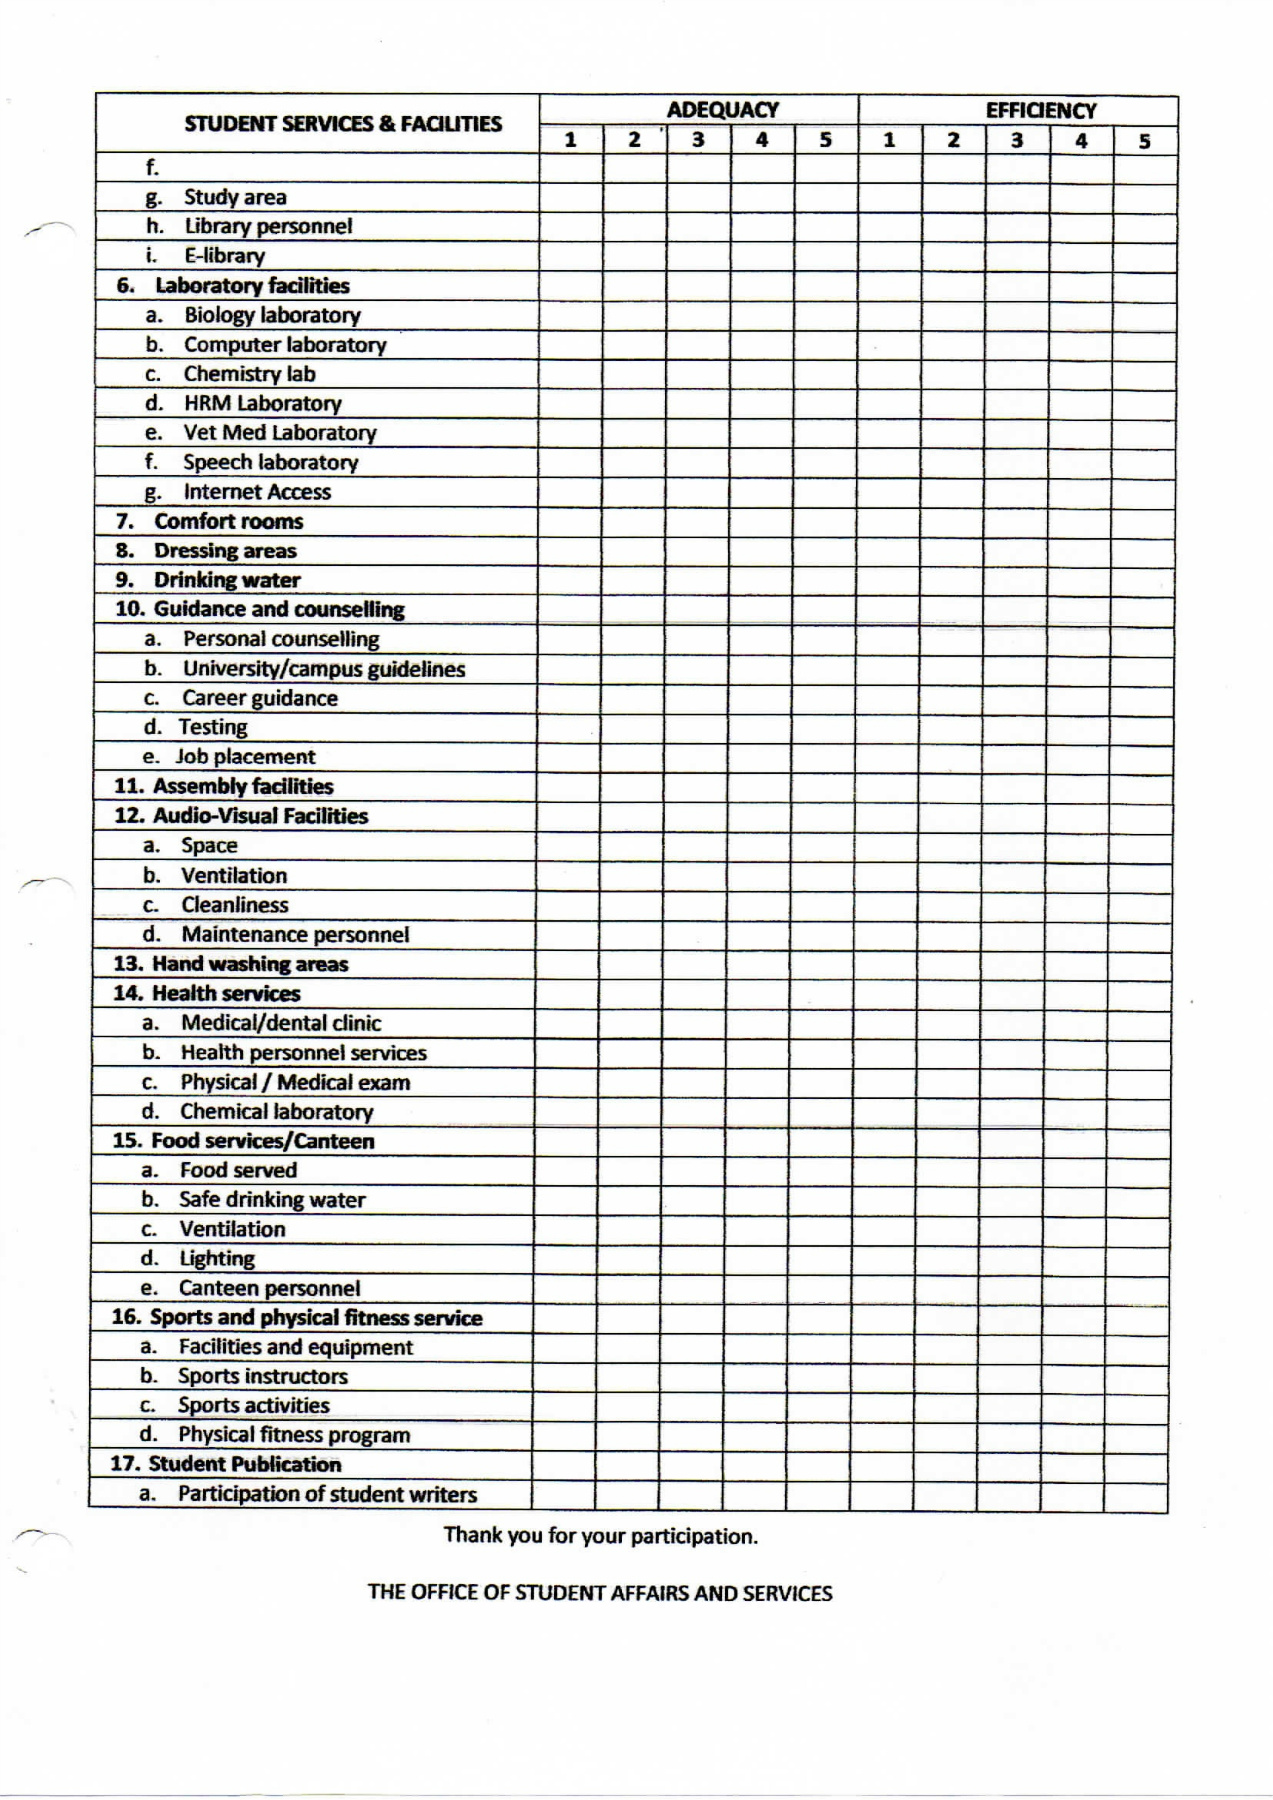 STUDENT SERVICES & FACILITIES ADEQUACY EFFICIENCY
1 2 3 4 5 1 2 3 4 5
f.
g. Study area
h. Library personnel
i. E-library
6. Laboratory facilities
a. Biology laboratory
b. Computer laboratory
c. Chemistry lab
d. HRM Laboratory
e. Vet Med Laboratory
f. Speech laboratory
g. Internet Access
7. Comfort rooms
8. Dressing areas
9. Drinking water
10. Guidance and counselling
a. Personal counselling
b. University/campus guidelines
c. Career guidance
d. Testing
e. Job placement
11. Assembly facilities
12. Audio-Visual Facilities
a. Space
b. Ventilation
c. Cleanliness
d. Maintenance personnel
13. Hand washing areas
14. Health services
a. Medical/dental clinic
b. Health personnel services
c. Physical / Medical exam
d. Chemical laboratory
15. Food services/Canteen
a. Food served
b. Safe drinking water
c. Ventilation
d. Lighting
e. Canteen personnel
16. Sports and physical fitness service
a. Facilities and equipment
b. Sports instructors
c. Sports activities
d. Physical fitness program
17. Student Publication
a. Participation of student writers
Thank you for your participation.
THE OFFICE OF STUDENT AFFAIRS AND SERVICES